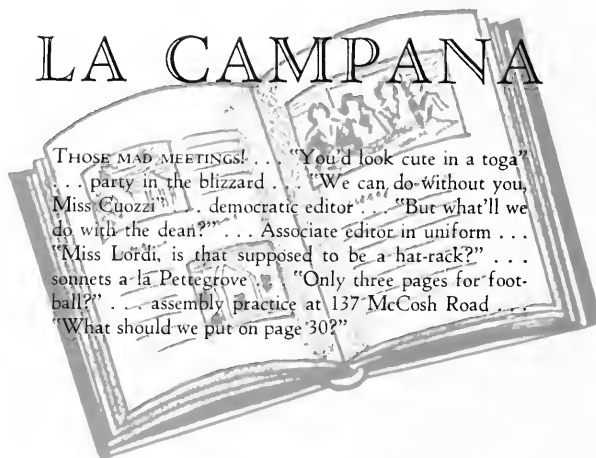 LA CAMPANA
THOSE MAD MEETINGS! . . . "You'd look cute in a toga"
. . . party in the blizzard . . . "We can do without you,
Miss Cuozzi" . . . democratic editor . . . "But what'll we
do with the dean?" . . . Associate editor in uniform . . .
"Miss Lordi, is that supposed to be a hat-rack?" . . .
sonnets a la Pettegrove . . . "Only three pages for foot-
ball?" . . . assembly practice at 137 McCosh Road . . .
"What should we put on page 30?"